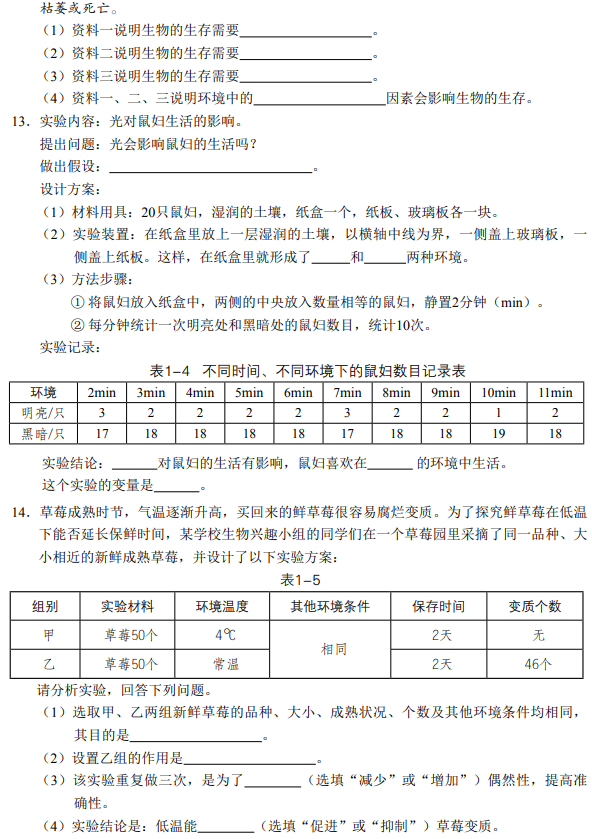 枯萎或死亡。
（1）资料一说明生物的生存需要____________________。
（2）资料二说明生物的生存需要____________________。
（3）资料三说明生物的生存需要____________________。
（4）资料一、二、三说明环境中的____________________因素会影响生物的生存。
13．实验内容：光对鼠妇生活的影响。
提出问题：光会影响鼠妇的生活吗？
做出假设：______________________________。
设计方案：
（1）材料用具：20只鼠妇，湿润的土壤，纸盒一个，纸板、玻璃板各一块。
（2）实验装置：在纸盒里放上一层湿润的土壤，以横轴中线为界，一侧盖上玻璃板，一
侧盖上纸板。这样，在纸盒里就形成了______和______两种环境。
（3）方法步骤：
① 将鼠妇放入纸盒中，两侧的中央放入数量相等的鼠妇，静置2分钟（min）。
② 每分钟统计一次明亮处和黑暗处的鼠妇数目，统计10次。
实验记录：
表1-4 不同时间、不同环境下的鼠妇数目记录表
环境 2min 3min 4min 5min 6min 7min 8min 9min 10min 11min
明亮/只 3 2 2 2 2 3 2 2 1 2
黑暗/只 17 18 18 18 18 17 18 18 19 18
实验结论：______对鼠妇的生活有影响，鼠妇喜欢在______ 的环境中生活。
这个实验的变量是______。
14．草莓成熟时节，气温逐渐升高，买回来的鲜草莓很容易腐烂变质。为了探究鲜草莓在低温
下能否延长保鲜时间，某学校生物兴趣小组的同学们在一个草莓园里采摘了同一品种、大
小相近的新鲜成熟草莓，并设计了以下实验方案：
表1-5
组别 实验材料 环境温度 其他环境条件 保存时间 变质个数
甲 草莓50个 4℃ 相同 2天 无
乙 草莓50个 常温 2天 46个
请分析实验，回答下列问题。
（1）选取甲、乙两组新鲜草莓的品种、大小、成熟状况、个数及其他环境条件均相同，
其目的是____________________。
（2）设置乙组的作用是____________________。
（3）该实验重复做三次，是为了________（选填“减少”或“增加”）偶然性，提高准
确性。
（4）实验结论是：低温能________（选填“促进”或“抑制”）草莓变质。